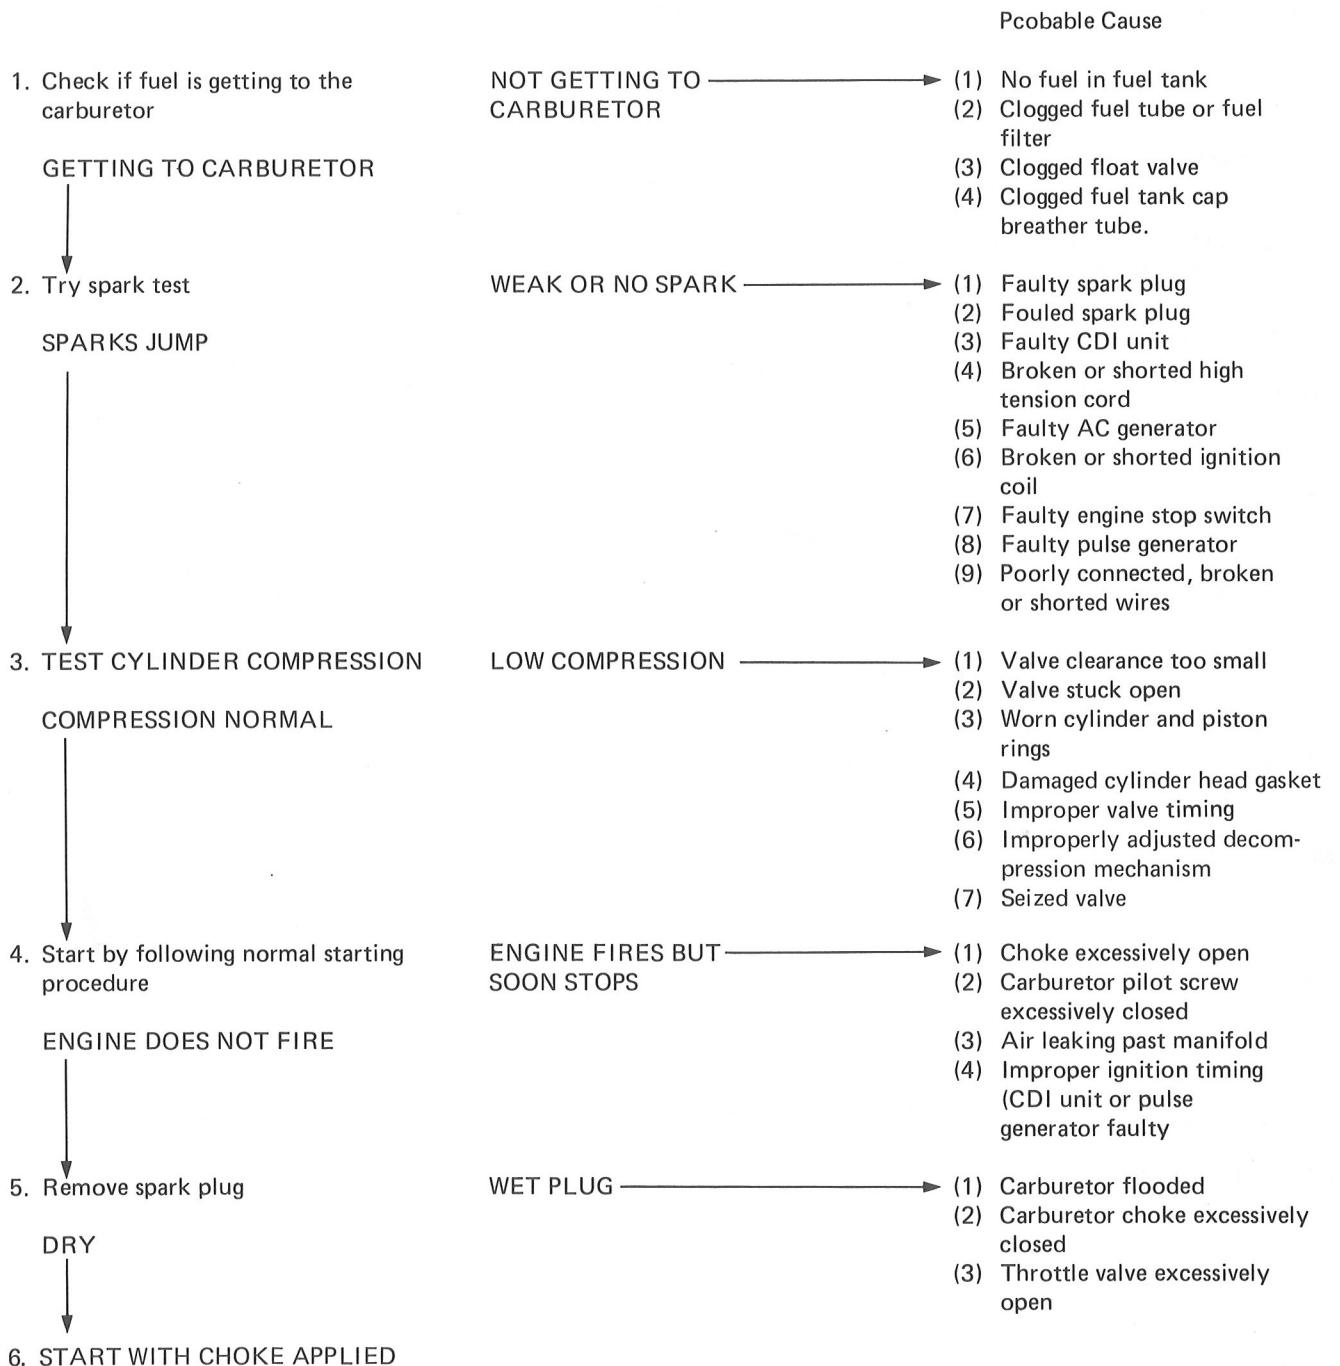 Pcobable Cause
1. Check if fuel is getting to the
carburetor
GETTING TO CARBURETOR
NOT GETTING TO
CARBURETOR
(1) No fuel in fuel tank
(2) Clogged fuel tube or fuel
filter
(3) Clogged float valve
(4) Clogged fuel tank cap
breather tube.
2. Try spark test
SPARKS JUMP
WEAK OR NO SPARK
(1) Faulty spark plug
(2) Fouled spark plug
(3) Faulty CDI unit
(4) Broken or shorted high
tension cord
(5) Faulty AC generator
(6) Broken or shorted ignition
coil
(7) Faulty engine stop switch
(8) Faulty pulse generator
(9) Poorly connected, broken
or shorted wires
3. TEST CYLINDER COMPRESSION
COMPRESSION NORMAL
LOW COMPRESSION
(1) Valve clearance too small
(2) Valve stuck open
(3) Worn cylinder and piston
rings
(4) Damaged cylinder head gasket
(5) Improper valve timing
(6) Improperly adjusted decom-
pression mechanism
(7) Seized valve
4. Start by following normal starting
procedure
ENGINE DOES NOT FIRE
ENGINE FIRES BUT
SOON STOPS
(1) Choke excessively open
(2) Carburetor pilot screw
excessively closed
(3) Air leaking past manifold
(4) Improper ignition timing
(CDI unit or pulse
generator faulty
5. Remove spark plug
DRY
WET PLUG
(1) Carburetor flooded
(2) Carburetor choke excessively
closed
(3) Throttle valve excessively
open
6. START WITH CHOKE APPLIED